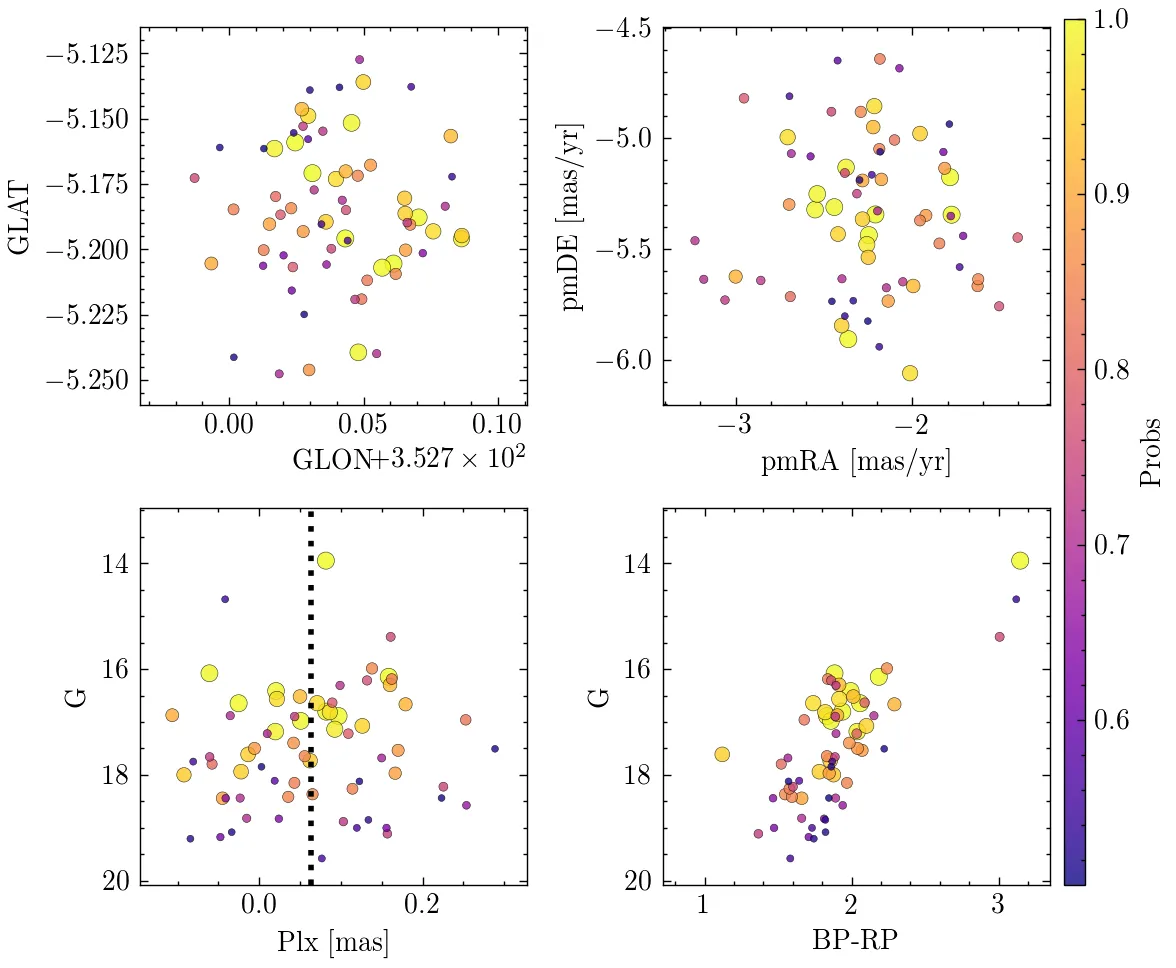 −5.125
−5.150
−5.175
−5.200
−5.225
−5.250
GLAT
0.00 0.05 0.10
GLON+3.527 × 10²
−4.5
−5.0
−5.5
−6.0
pmDE [mas/yr]
−3 −2
pmRA [mas/yr]
14
16
18
20
G
0.0 0.2
Plx [mas]
14
16
18
20
G
1 2 3
BP-RP
1.0
0.9
0.8
0.7
0.6
Probs